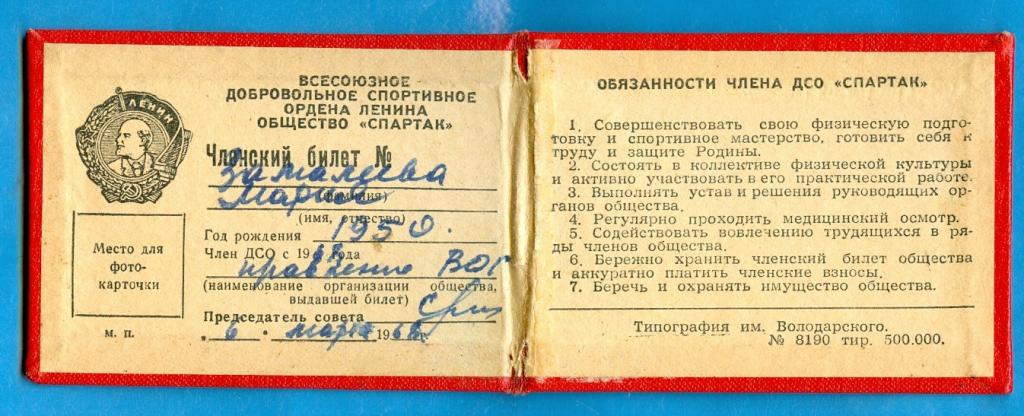 ЛЕНИН
ВСЕСОЮЗНОЕ
ДОБРОВОЛЬНОЕ СПОРТИВНОЕ
ОРДЕНА ЛЕНИНА
ОБЩЕСТВО «СПАРТАК»
Членский билет №
Замалеева
(фамилия)
Мария
(имя, отчество)
Год рождения 1950.
Член ДСО с 1968 года
правление ВОГ
(наименование организации общества,
выдавшей билет)
Председатель совета
„6" марта 1968
Место для
фото-
карточки
м. п.
ОБЯЗАННОСТИ ЧЛЕНА ДСО «СПАРТАК»
1. Совершенствовать свою физическую подго-
товку и спортивное мастерство, готовить себя к
труду и защите Родины.
2. Состоять в коллективе физической культуры
и активно участвовать в его практической работе.
3. Выполнять устав и решения руководящих ор-
ганов общества.
4. Регулярно проходить медицинский осмотр.
5. Содействовать вовлечению трудящихся в ря-
ды членов общества.
6. Бережно хранить членский билет общества
и аккуратно платить членские взносы.
7. Беречь и охранять имущество общества.
Типография им. Володарского.
№ 8190 тир. 500.000.